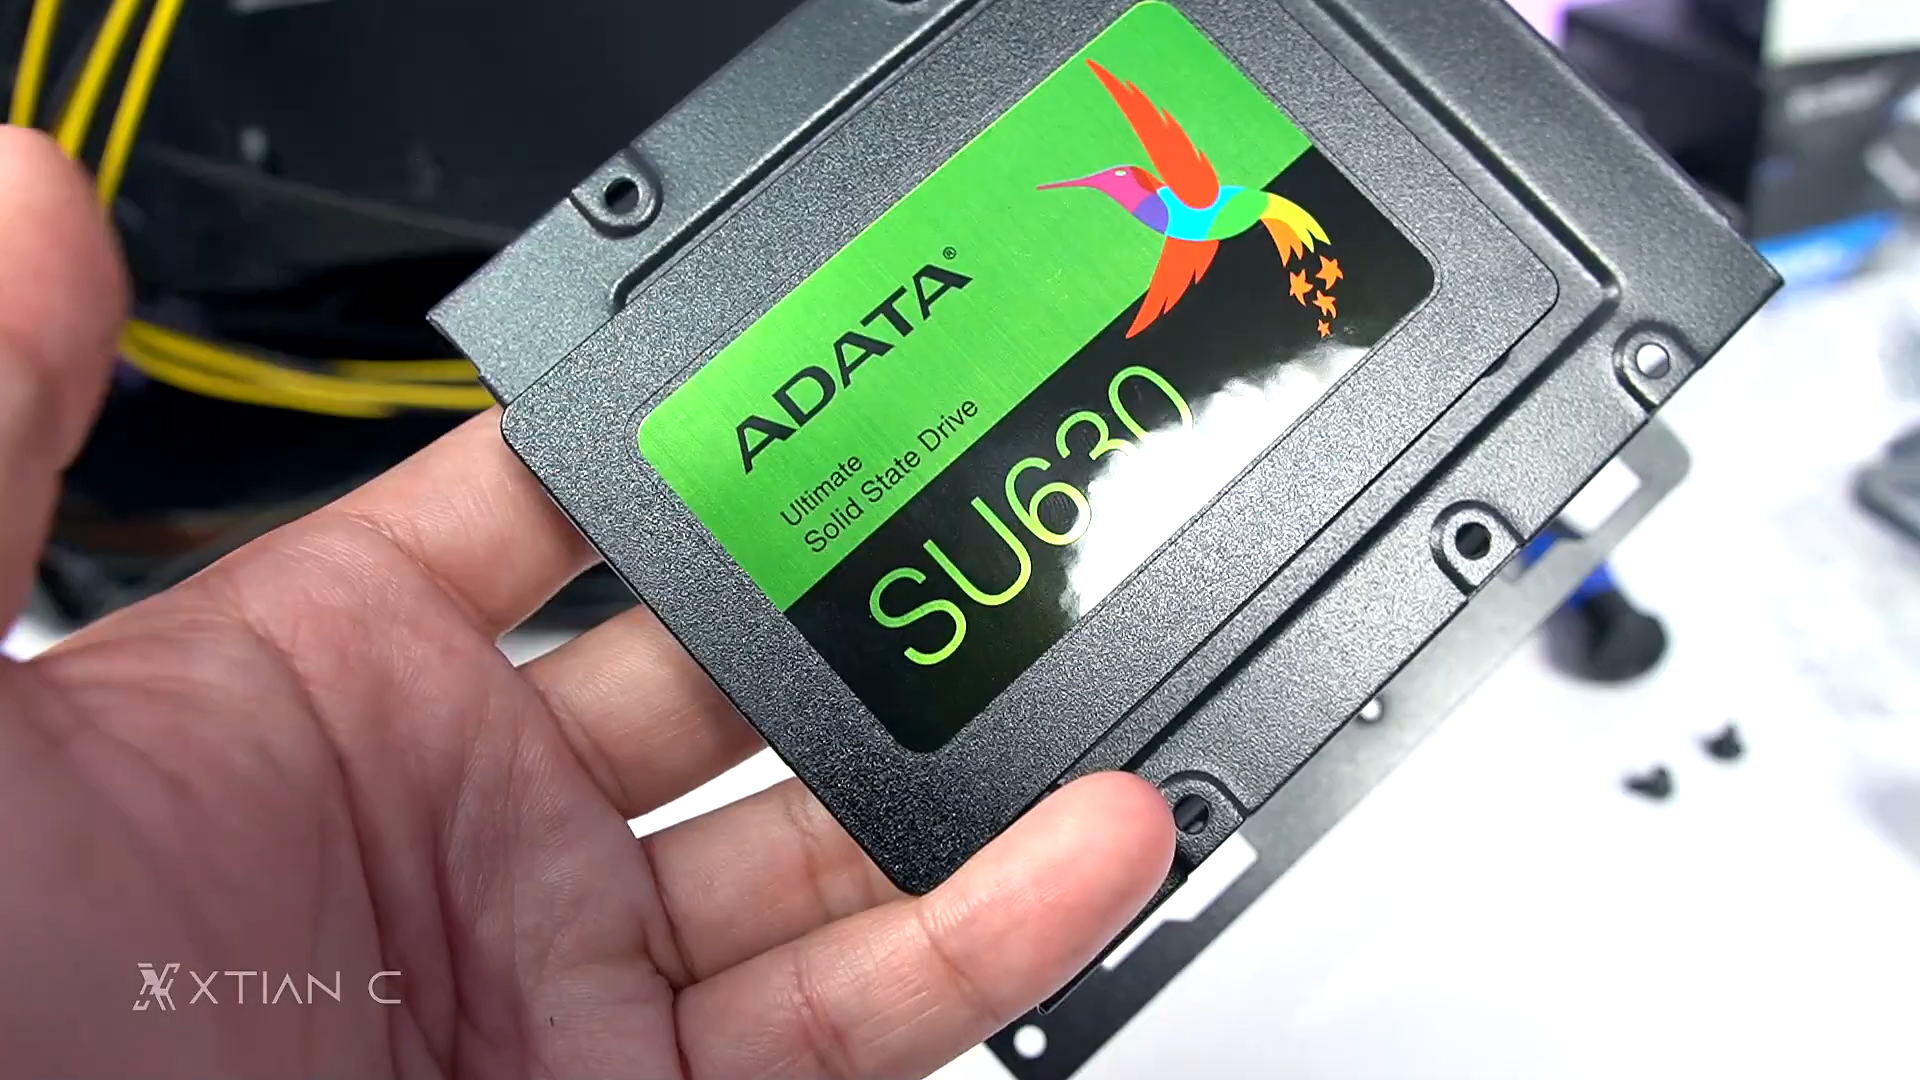 ADATA®
Ultimate
Solid State Drive
SU630
XTIAN C